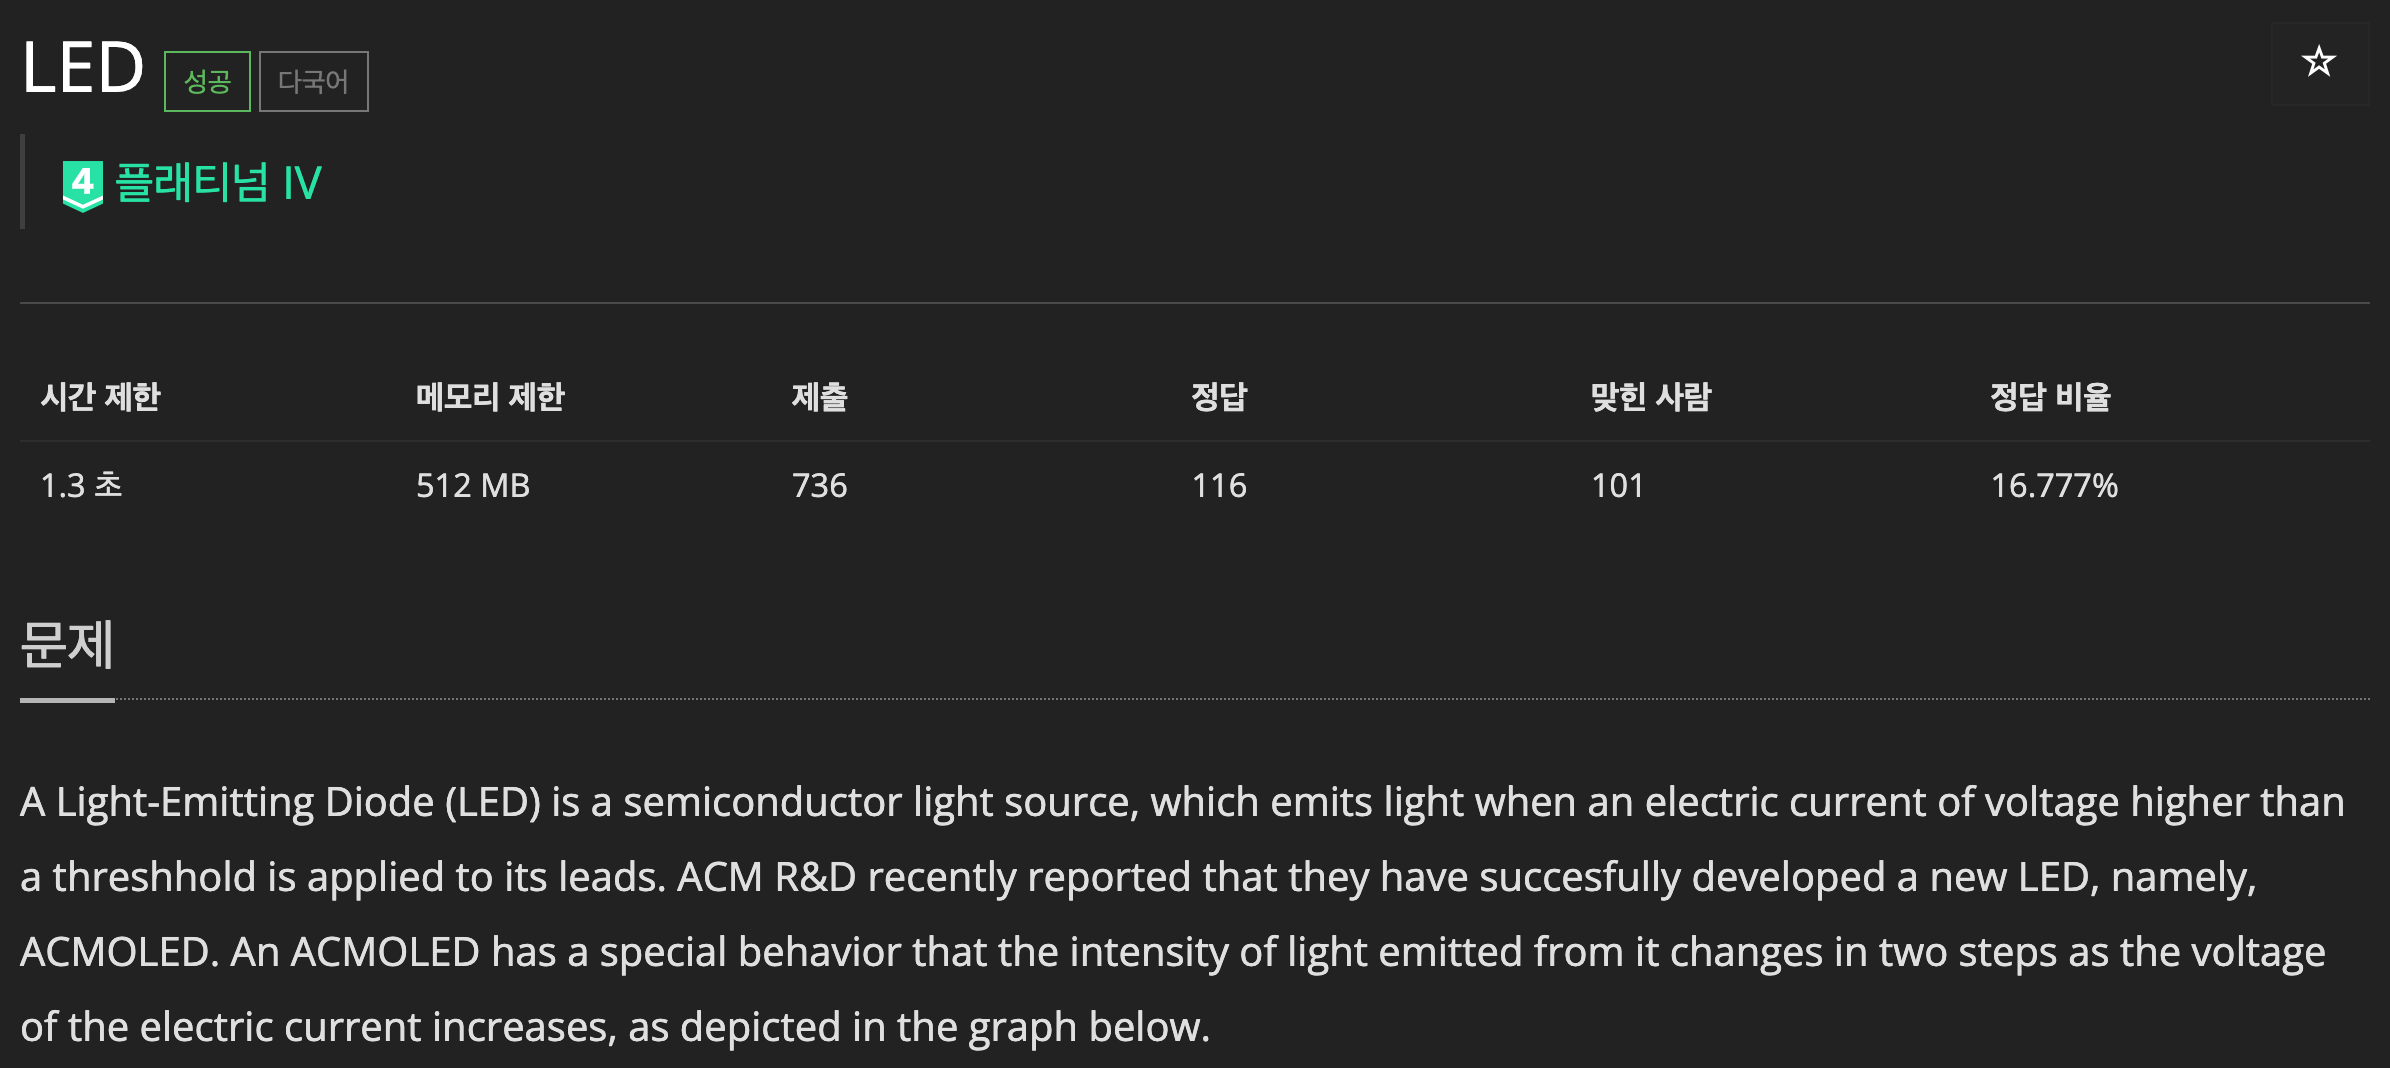 LED 성공 다국어
4 플래티넘 IV
시간 제한 메모리 제한 제출 정답 맞힌 사람 정답 비율
1.3 초 512 MB 736 116 101 16.777%
문제
A Light-Emitting Diode (LED) is a semiconductor light source, which emits light when an electric current of voltage higher than
a threshhold is applied to its leads. ACM R&D recently reported that they have succesfully developed a new LED, namely,
ACMOLED. An ACMOLED has a special behavior that the intensity of light emitted from it changes in two steps as the voltage
of the electric current increases, as depicted in the graph below.